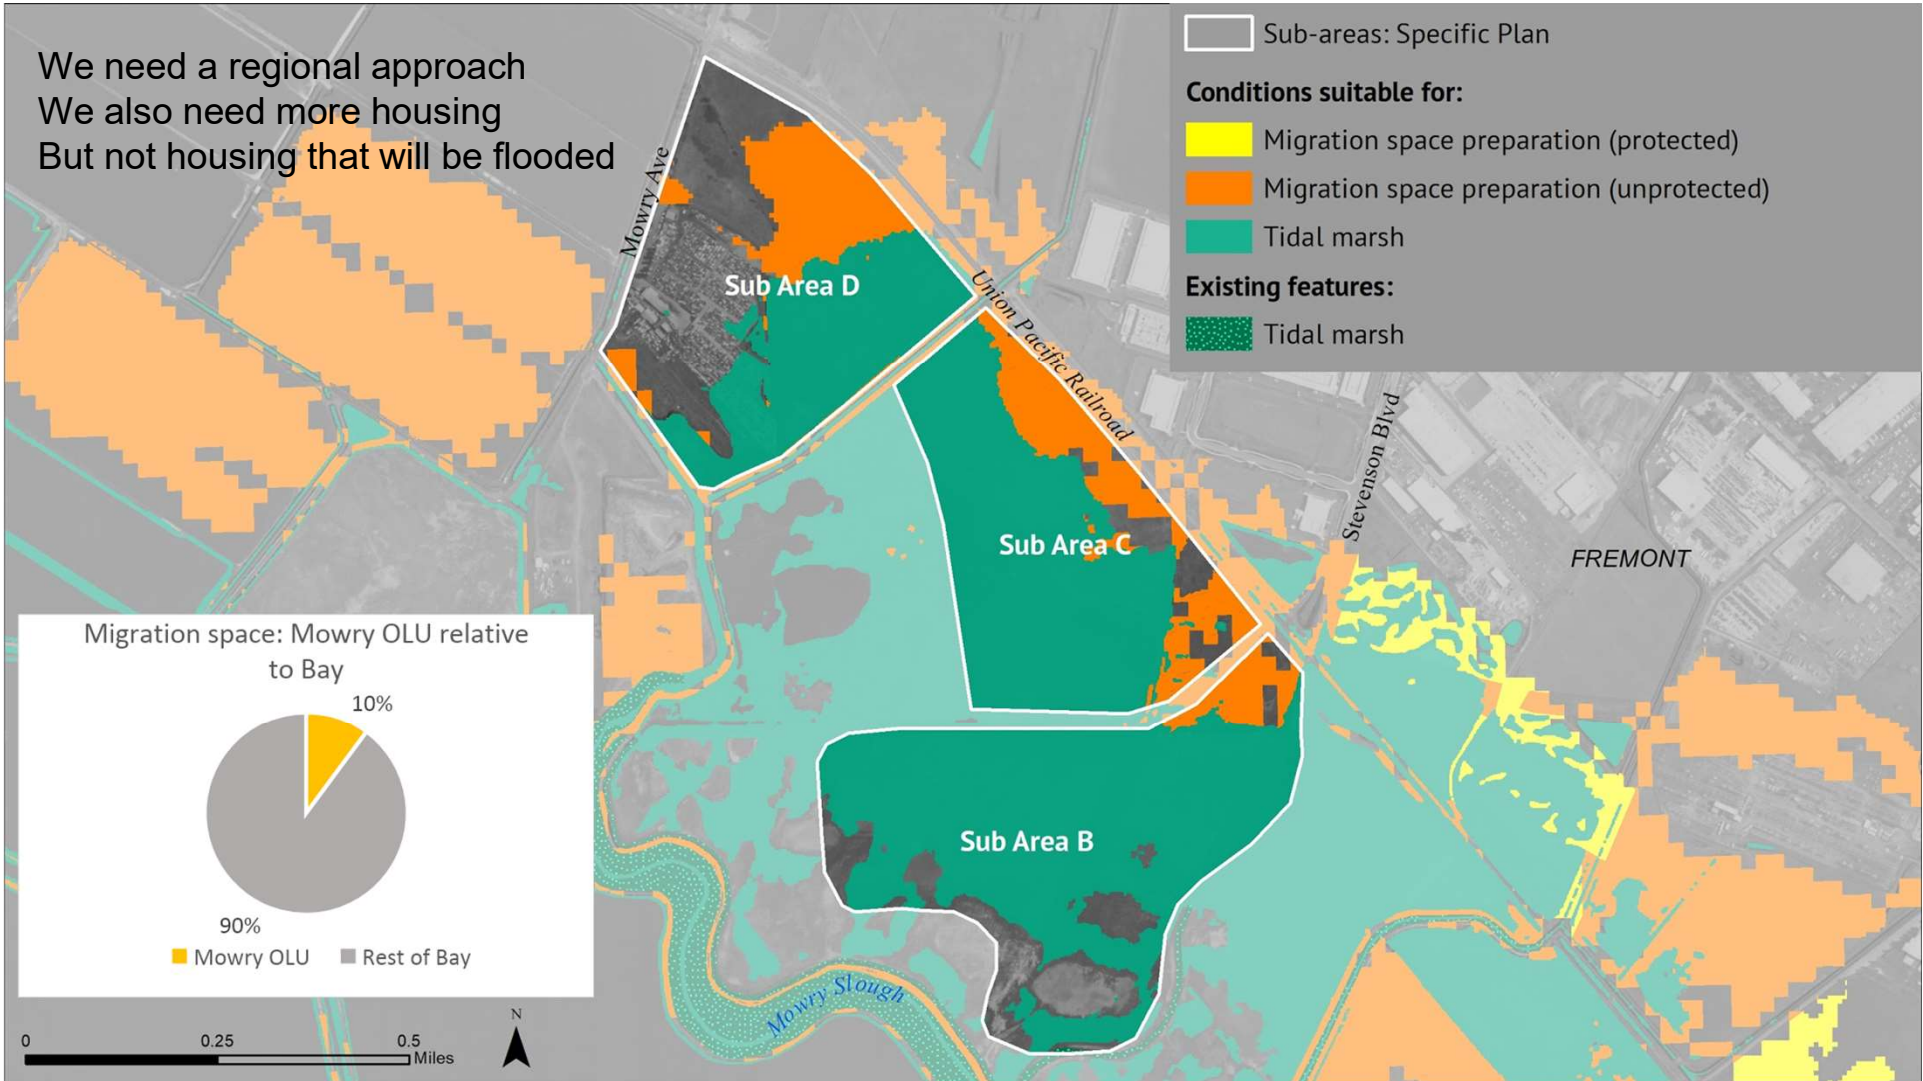 We need a regional approach
We also need more housing
But not housing that will be flooded
Sub-areas: Specific Plan
Conditions suitable for:
Migration space preparation (protected)
Migration space preparation (unprotected)
Tidal marsh
Existing features:
Tidal marsh
Mowry Ave
Sub Area D
Union Pacific Railroad
Stevenson Blvd
Sub Area C
FREMONT
Migration space: Mowry OLU relative
to Bay
10%
90%
Mowry OLU
Rest of Bay
Sub Area B
Mowry Slough
0
0.25
0.5
Miles
N